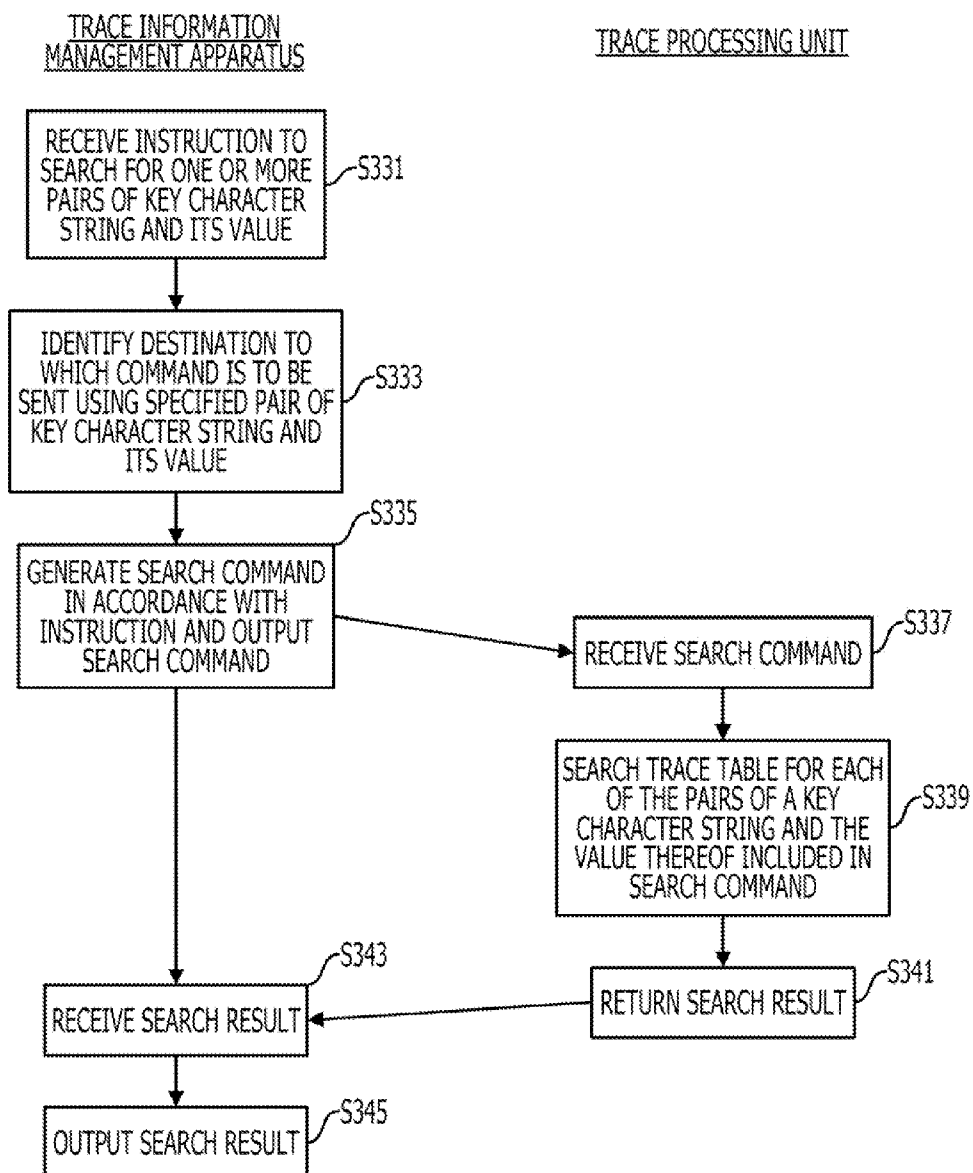 TRACE INFORMATION
MANAGEMENT APPARATUS
TRACE PROCESSING UNIT
RECEIVE INSTRUCTION TO
SEARCH FOR ONE OR MORE
PAIRS OF KEY CHARACTER
STRING AND ITS VALUE
S331
IDENTIFY DESTINATION TO
WHICH COMMAND IS TO BE
SENT USING SPECIFIED PAIR OF
KEY CHARACTER STRING AND
ITS VALUE
S333
GENERATE SEARCH COMMAND
IN ACCORDANCE WITH
INSTRUCTION AND OUTPUT
SEARCH COMMAND
S335
RECEIVE SEARCH COMMAND
S337
SEARCH TRACE TABLE FOR EACH
OF THE PAIRS OF A KEY
CHARACTER STRING AND THE
VALUE THEREOF INCLUDED IN
SEARCH COMMAND
S339
RETURN SEARCH RESULT
S341
RECEIVE SEARCH RESULT
S343
OUTPUT SEARCH RESULT
S345